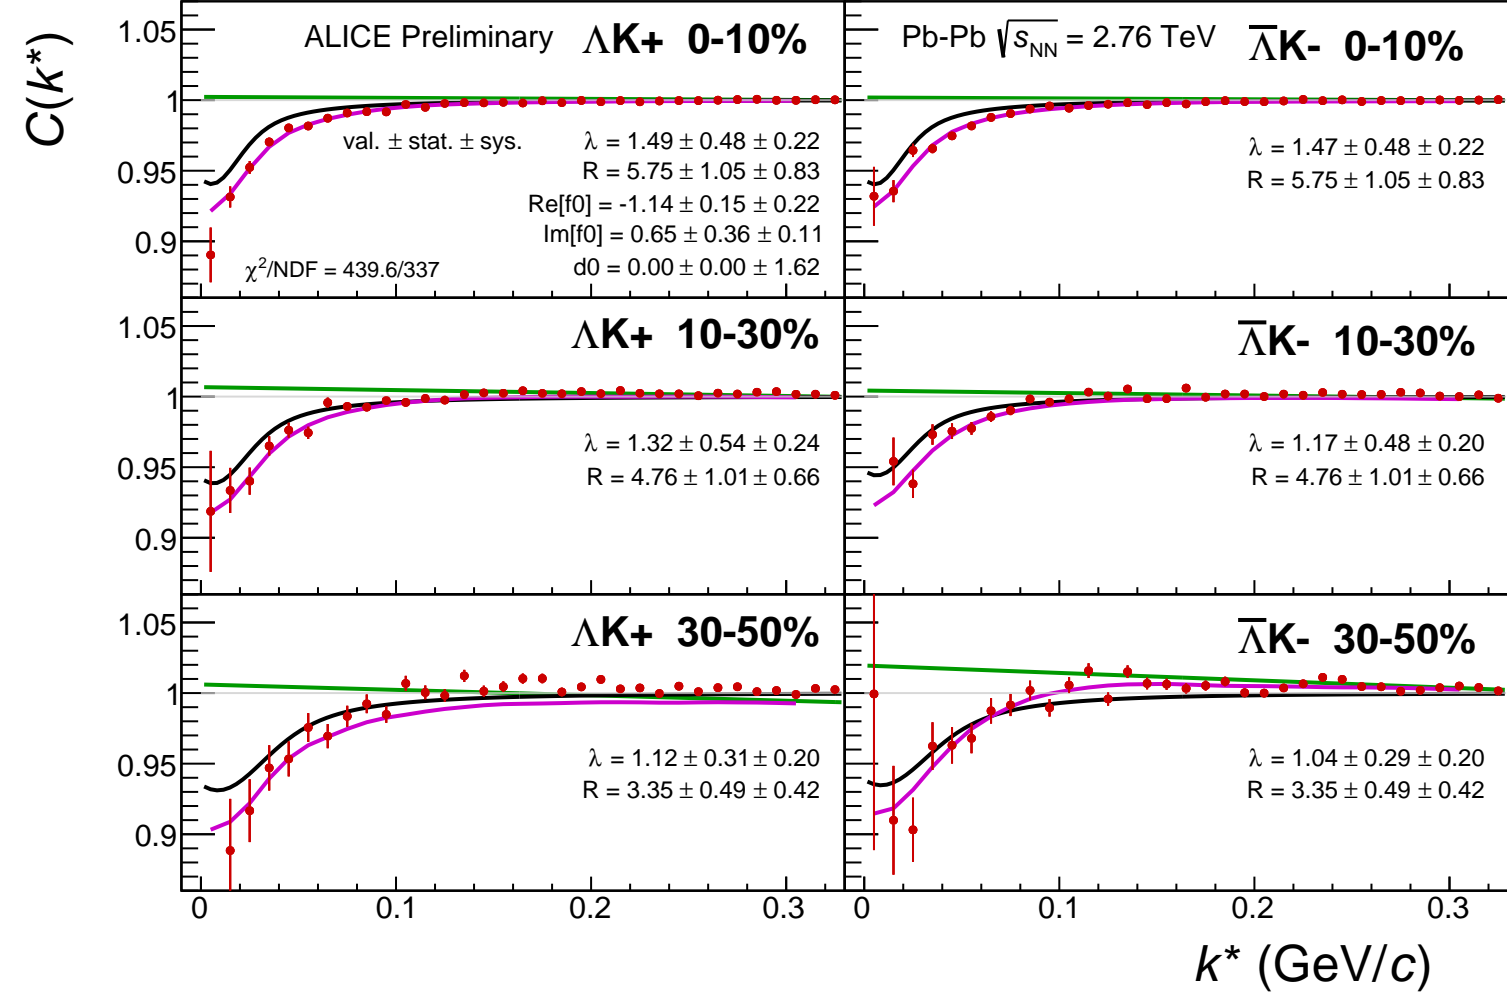 C(k*)
ALICE Preliminary ΛK+ 0-10%
1.05
1
0.95
0.9
val. ± stat. ± sys.
λ = 1.49 ± 0.48 ± 0.22
R = 5.75 ± 1.05 ± 0.83
Re[f0] = -1.14 ± 0.15 ± 0.22
Im[f0] = 0.65 ± 0.36 ± 0.11
d0 = 0.00 ± 0.00 ± 1.62
χ²/NDF = 439.6/337
Pb-Pb √sNN = 2.76 TeV Λ̅K- 0-10%
λ = 1.47 ± 0.48 ± 0.22
R = 5.75 ± 1.05 ± 0.83
ΛK+ 10-30%
1.05
1
0.95
0.9
λ = 1.32 ± 0.54 ± 0.24
R = 4.76 ± 1.01 ± 0.66
Λ̅K- 10-30%
λ = 1.17 ± 0.48 ± 0.20
R = 4.76 ± 1.01 ± 0.66
ΛK+ 30-50%
1.05
1
0.95
0.9
λ = 1.12 ± 0.31 ± 0.20
R = 3.35 ± 0.49 ± 0.42
Λ̅K- 30-50%
λ = 1.04 ± 0.29 ± 0.20
R = 3.35 ± 0.49 ± 0.42
0 0.1 0.2 0.3 0 0.1 0.2 0.3
k* (GeV/c)